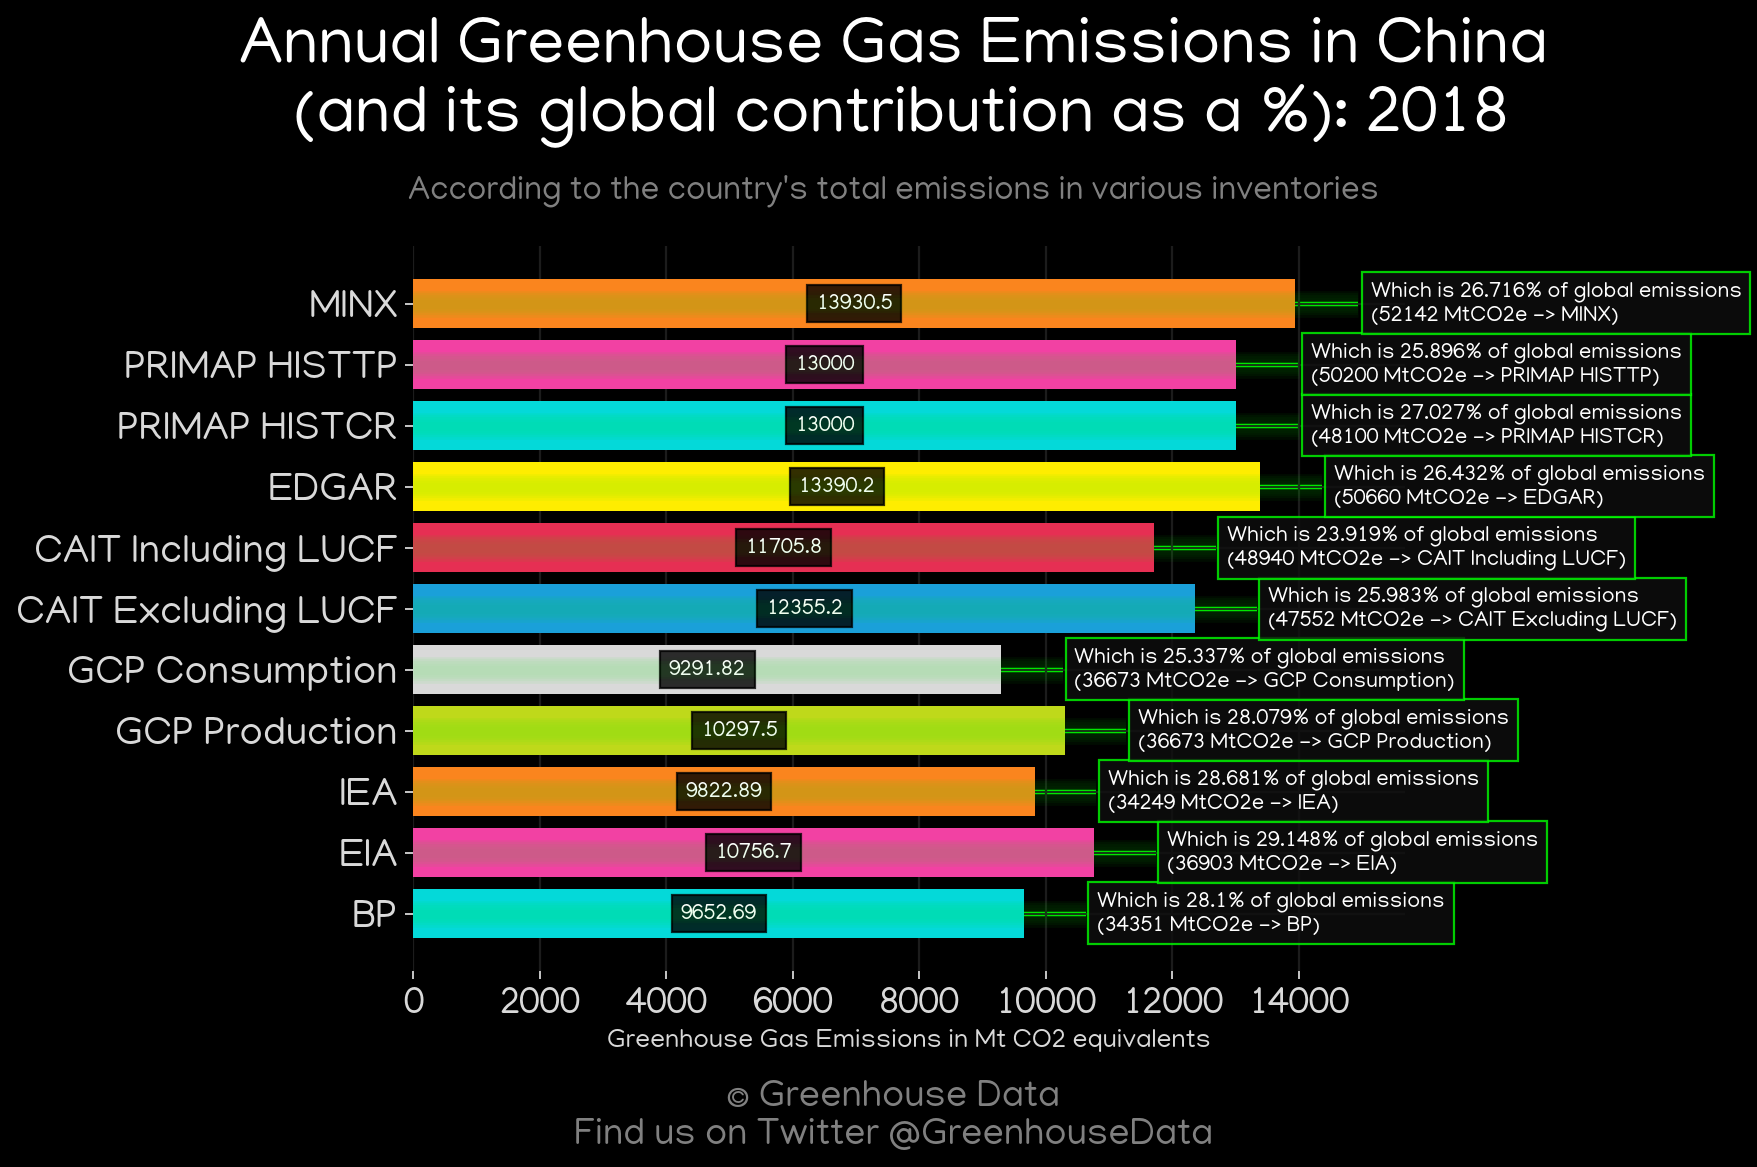 Annual Greenhouse Gas Emissions in China
(and its global contribution as a %): 2018
According to the country's total emissions in various inventories
MINX
13930.5
Which is 26.716% of global emissions
(52142 MtCO2e -> MINX)
PRIMAP HISTTP
13000
Which is 25.896% of global emissions
(50200 MtCO2e -> PRIMAP HISTTP)
PRIMAP HISTCR
13000
Which is 27.027% of global emissions
(48100 MtCO2e -> PRIMAP HISTCR)
EDGAR
13390.2
Which is 26.432% of global emissions
(50660 MtCO2e -> EDGAR)
CAIT Including LUCF
11705.8
Which is 23.919% of global emissions
(48940 MtCO2e -> CAIT Including LUCF)
CAIT Excluding LUCF
12355.2
Which is 25.983% of global emissions
(47552 MtCO2e -> CAIT Excluding LUCF)
GCP Consumption
9291.82
Which is 25.337% of global emissions
(36673 MtCO2e -> GCP Consumption)
GCP Production
10297.5
Which is 28.079% of global emissions
(36673 MtCO2e -> GCP Production)
IEA
9822.89
Which is 28.681% of global emissions
(34249 MtCO2e -> IEA)
EIA
10756.7
Which is 29.148% of global emissions
(36903 MtCO2e -> EIA)
BP
9652.69
Which is 28.1% of global emissions
(34351 MtCO2e -> BP)
0 2000 4000 6000 8000 10000 12000 14000
Greenhouse Gas Emissions in Mt CO2 equivalents
© Greenhouse Data
Find us on Twitter @GreenhouseData